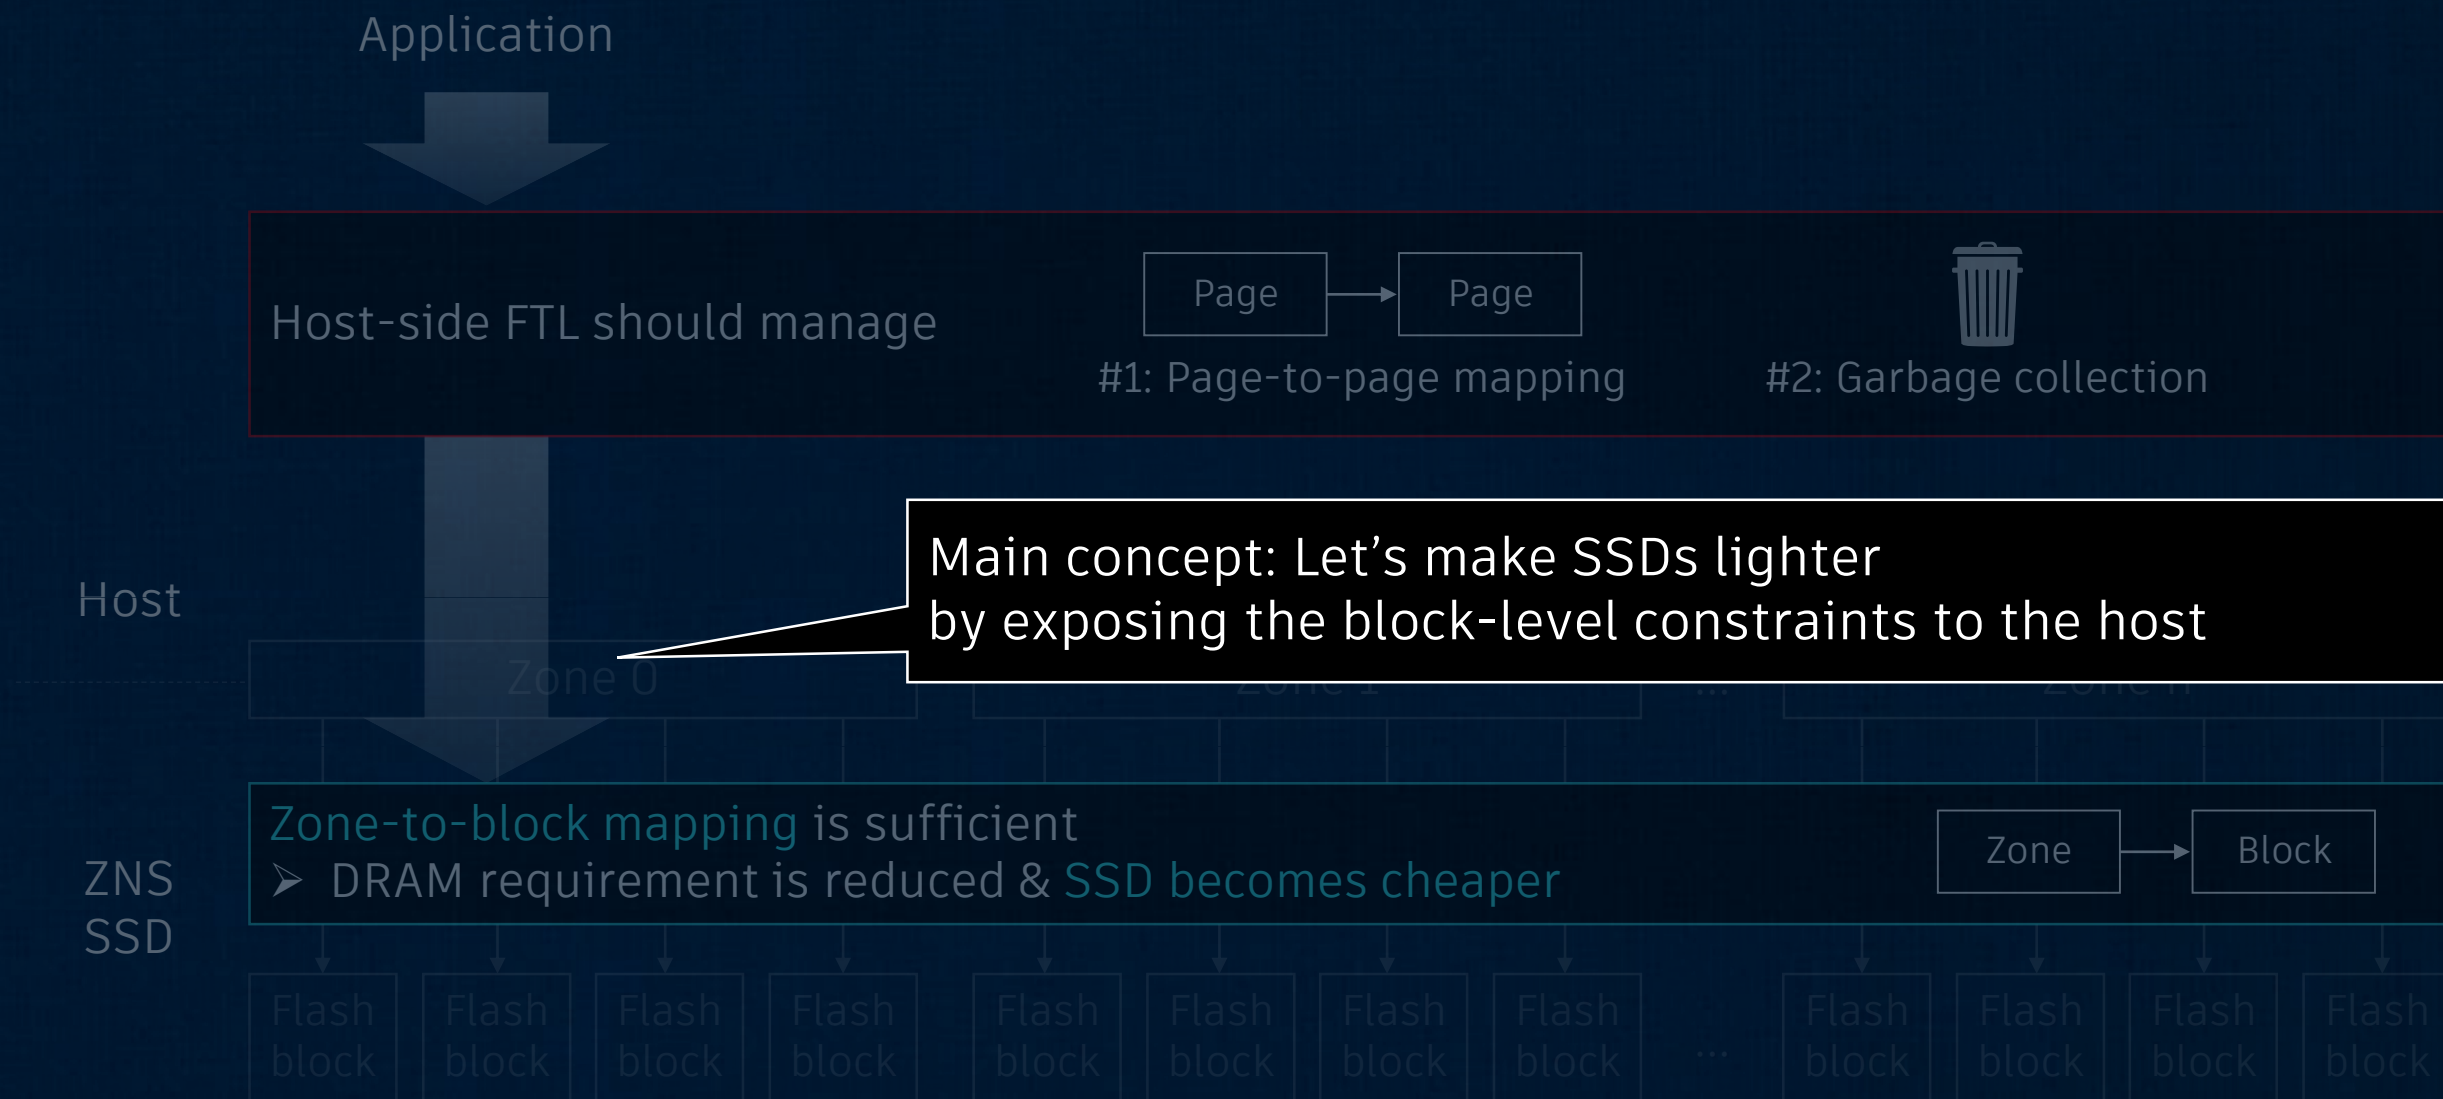 Application
Host-side FTL should manage
Page
Page
#1: Page-to-page mapping
#2: Garbage collection
Main concept: Let’s make SSDs lighter
by exposing the block-level constraints to the host
Host
Zone 0
Zone 1
...
Zone n
Zone-to-block mapping is sufficient
➢ DRAM requirement is reduced & SSD becomes cheaper
Zone
Block
ZNS
SSD
Flash
block
Flash
block
Flash
block
Flash
block
Flash
block
Flash
block
Flash
block
Flash
block
...
Flash
block
Flash
block
Flash
block
Flash
block